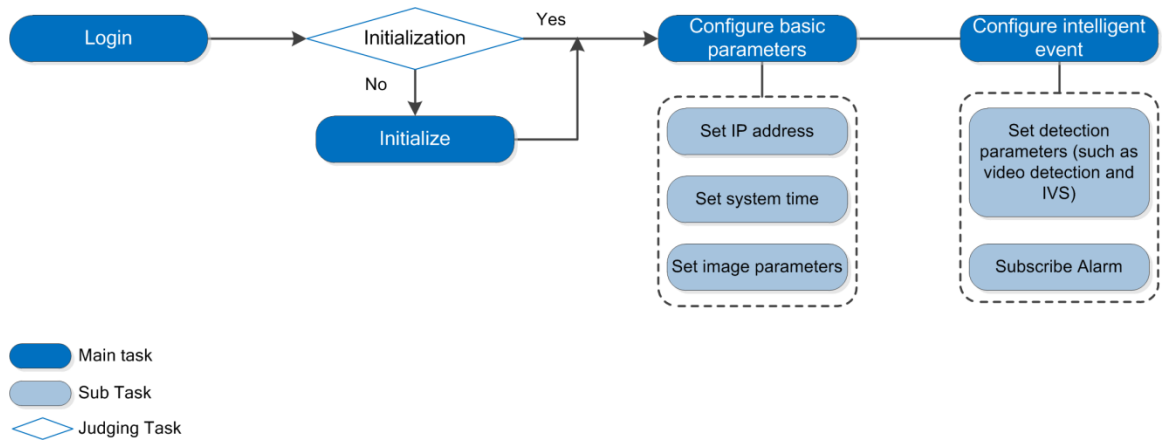 Login
Initialization
Yes
No
Initialize
Configure basic
parameters
Configure intelligent
event
Set IP address
Set system time
Set image parameters
Set detection
parameters (such as
video detection and
IVS)
Subscribe Alarm
Main task
Sub Task
Judging Task